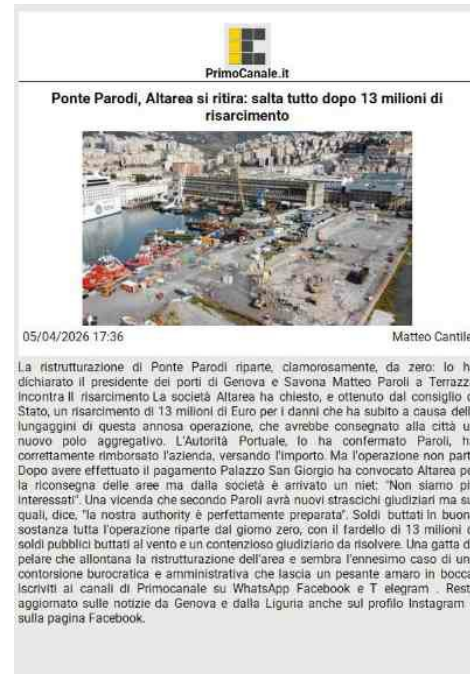 PrimoCanale.it
Ponte Parodi, Altarea si ritira: salta tutto dopo 13 milioni di
risarcimento
05/04/2026 17:36
Matteo Cantile
La ristrutturazione di Ponte Parodi riparte, clamorosamente, da zero: lo h
dichiarato il presidente dei porti di Genova e Savona Matteo Paroli a Terrazz
Incontra Il risarcimento La società Altarea ha chiesto, e ottenuto dal consiglio d
Stato, un risarcimento di 13 milioni di Euro per i danni che ha subito a causa dell
lungaggini di questa annosa operazione, che avrebbe consegnato alla città u
nuovo polo aggregativo. L'Autorità Portuale, lo ha confermato Paroli, h
correttamente rimborsato l'azienda, versando l'importo. Ma l'operazione non part
Dopo avere effettuato il pagamento Palazzo San Giorgio ha convocato Altarea pe
la riconsegna delle aree ma dalla società è arrivato un niet: "Non siamo pi
interessati". Una vicenda che secondo Paroli avrà nuovi strascichi giudiziari ma su
quali, dice, "la nostra authority è perfettamente preparata". Soldi buttati In buon
sostanza tutta l'operazione riparte dal giorno zero, con il fardello di 13 milioni d
soldi pubblici buttati al vento e un contenzioso giudiziario da risolvere. Una gatta d
pelare che allontana la ristrutturazione dell'area e sembra l'ennesimo caso di un
contorsione burocratica e amministrativa che lascia un pesante amaro in bocca
Iscriviti ai canali di Primocanale su WhatsApp Facebook e T elegram . Rest
aggiornato sulle notizie da Genova e dalla Liguria anche sul profilo Instagram
sulla pagina Facebook.